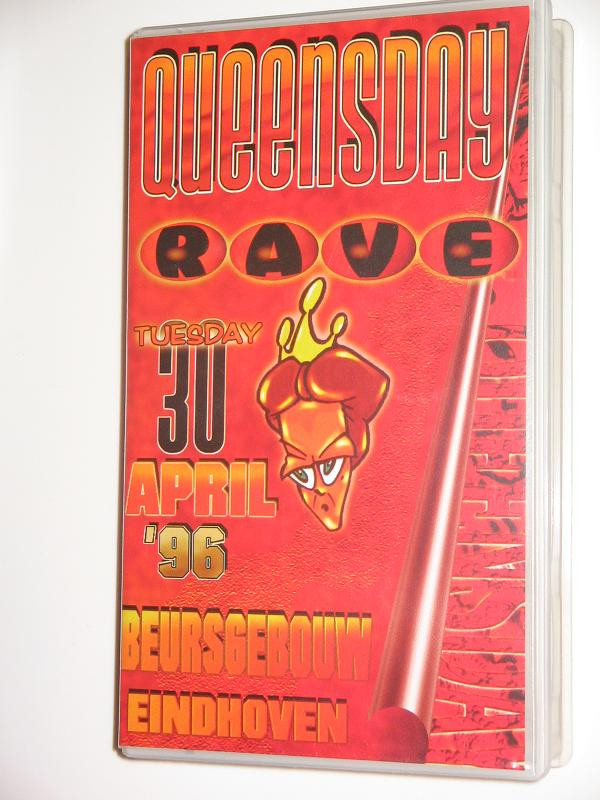 QUEENSDAY
RAVE
TUESDAY
30
APRIL
'96
BEURSGEBOUW
EINDHOVEN